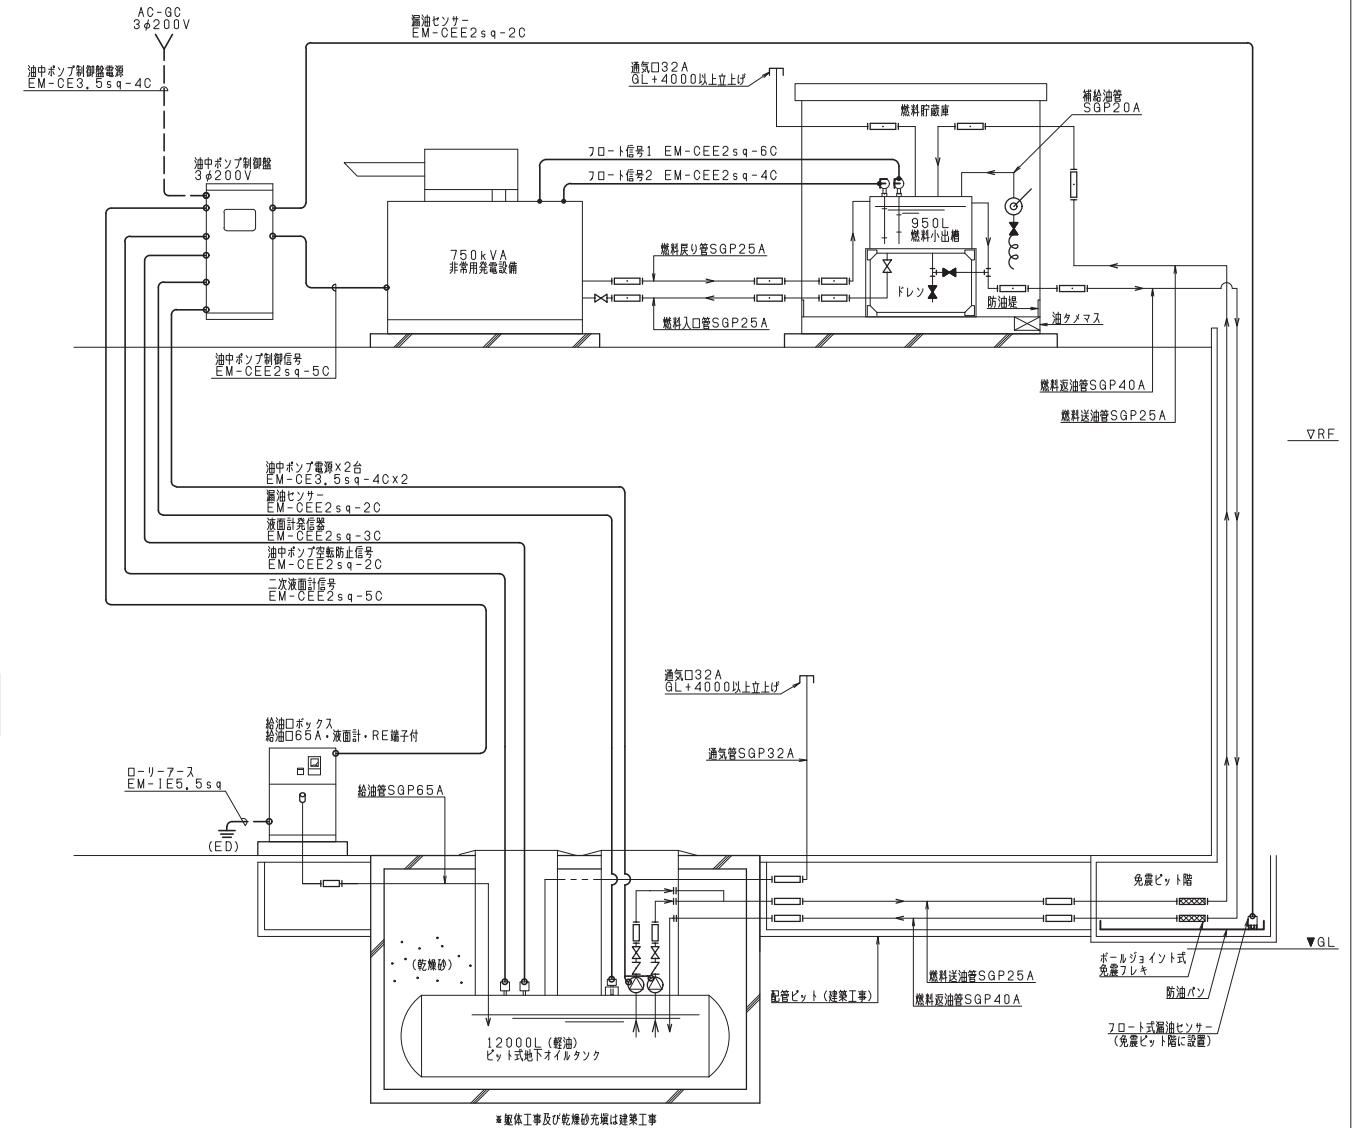 AC-GC
3φ200V
漏油センサー
EM-CEE2sq-2C
油中ポンプ制御盤電源
EM-CE3.5sq-4C
通気口32A
GL+4000以上立上げ
補給油管
SGP20A
燃料貯蔵庫
油中ポンプ制御盤
3φ200V
フロート信号1 EM-CEE2sq-6C
フロート信号2 EM-CEE2sq-4C
950L
燃料小出槽
750kVA
非常用発電設備
燃料戻り管SGP25A
燃料入口管SGP25A
ドレン
防油堤
油タメマス
油中ポンプ制御信号
EM-CEE2sq-5C
燃料返油管SGP40A
燃料送油管SGP25A
▽RF
油中ポンプ電源×2台
EM-CE3.5sq-4C×2
漏油センサー
EM-CEE2sq-2C
液面計発信器
EM-CEE2sq-3C
油中ポンプ空転防止信号
EM-CEE2sq-2C
二次液面計信号
EM-CEE2sq-5C
通気口32A
GL+4000以上立上げ
給油口ボックス
給油口65A・液面計・RE端子付
通気管SGP32A
ローリーアース
EM-IE5.5sq
給油管SGP65A
(ED)
免震ピット階
(乾燥砂)
▼GL
ボールジョイント式
免震フレキ
燃料送油管SGP25A
燃料返油管SGP40A
配管ピット(建築工事)
防油パン
フロート式漏油センサー
(免震ピット階に設置)
12000L(軽油)
ピット式地下オイルタンク
※躯体工事及び乾燥砂充填は建築工事